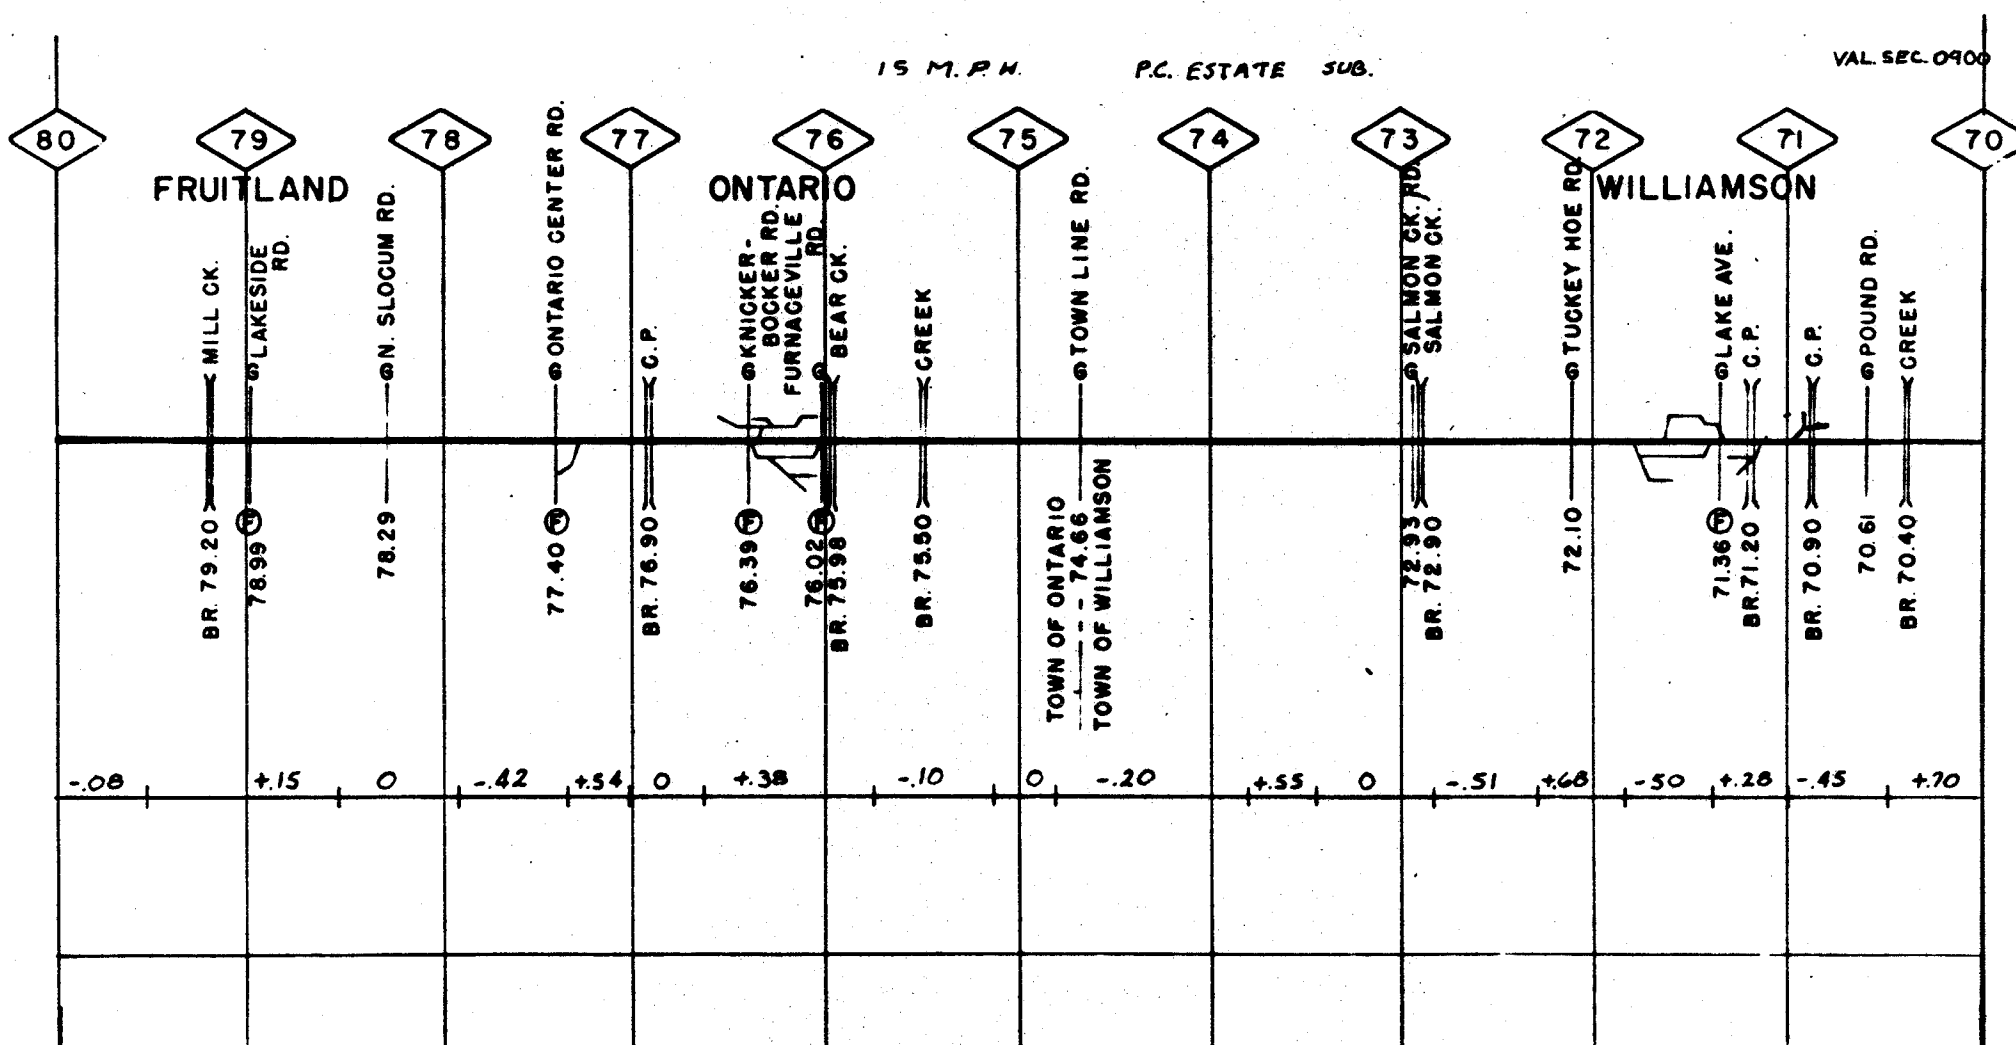 15 M.P.H. P.C. ESTATE SUB. VAL. SEC. 0900
80 79 78 77 76 75 74 73 72 71 70
FRUITLAND ONTARIO WILLIAMSON
MILL CK.
LAKESIDE
RD.
N. SLOCUM RD.
ONTARIO CENTER RD.
C.P.
KNICKER-
BOCKER RD.
FURNACEVILLE
RD.
BEAR CK.
CREEK
TOWN LINE RD.
SALMON CK. RD.
SALMON CK.
TUCKEY HOE RD.
LAKE AVE.
C.P.
C.P.
POUND RD.
CREEK
BR. 79.20
78.99 F
78.29
77.40 F
BR. 76.90
76.39 F
76.02 F
BR. 75.98
BR. 75.50
TOWN OF ONTARIO
74.66
TOWN OF WILLIAMSON
72.93
BR. 72.90
72.10
71.36 F
BR. 71.20
BR. 70.90
70.61
BR. 70.40
-.08 +.15 0 -.42 +.54 0 +.38 -.10 0 -.20 +.55 0 -.51 +.68 -.50 +.28 -.45 +.70